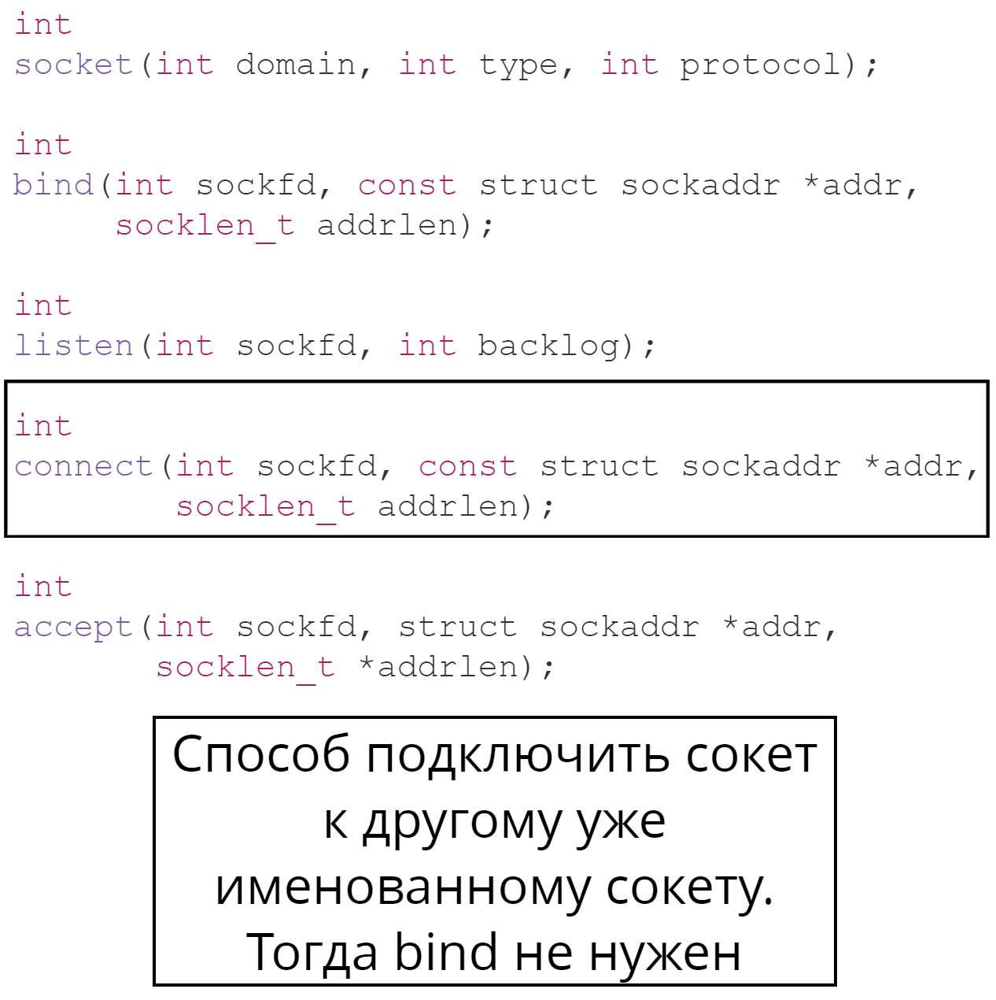 int
socket(int domain, int type, int protocol);
int
bind(int sockfd, const struct sockaddr *addr,
socklen_t addrlen);
int
listen(int sockfd, int backlog);
int
connect(int sockfd, const struct sockaddr *addr,
socklen_t addrlen);
int
accept(int sockfd, struct sockaddr *addr,
socklen_t *addrlen);
Способ подключить сокет
к другому уже
именованному сокету.
Тогда bind не нужен